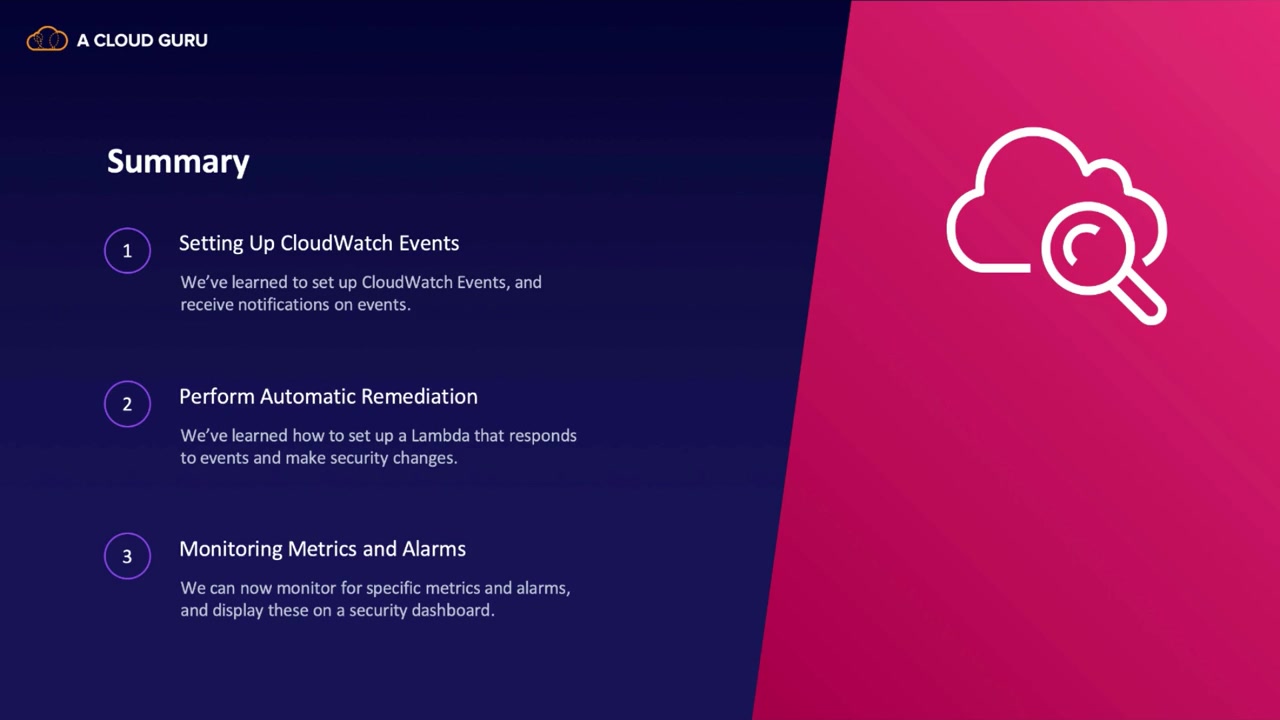 A CLOUD GURU
Summary
1
Setting Up CloudWatch Events
We’ve learned to set up CloudWatch Events, and
receive notifications on events.
2
Perform Automatic Remediation
We’ve learned how to set up a Lambda that responds
to events and make security changes.
3
Monitoring Metrics and Alarms
We can now monitor for specific metrics and alarms,
and display these on a security dashboard.